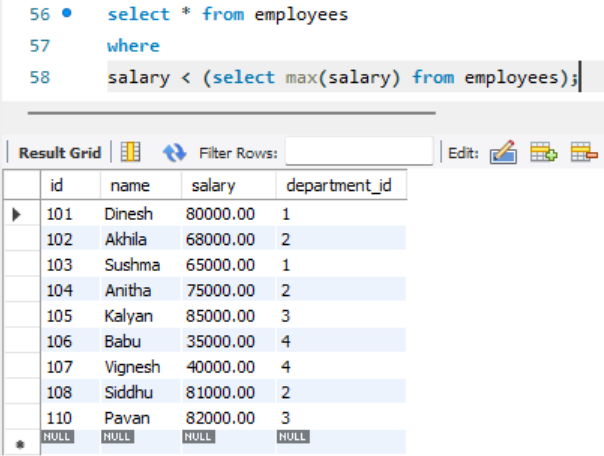 56 select * from employees
57 where
58 salary < (select max(salary) from employees);
Result Grid Filter Rows: Edit:
id name salary department_id
101 Dinesh 80000.00 1
102 Akhila 68000.00 2
103 Sushma 65000.00 1
104 Anitha 75000.00 2
105 Kalyan 85000.00 3
106 Babu 35000.00 4
107 Vignesh 40000.00 4
108 Siddhu 81000.00 2
110 Pavan 82000.00 3
NULL NULL NULL NULL